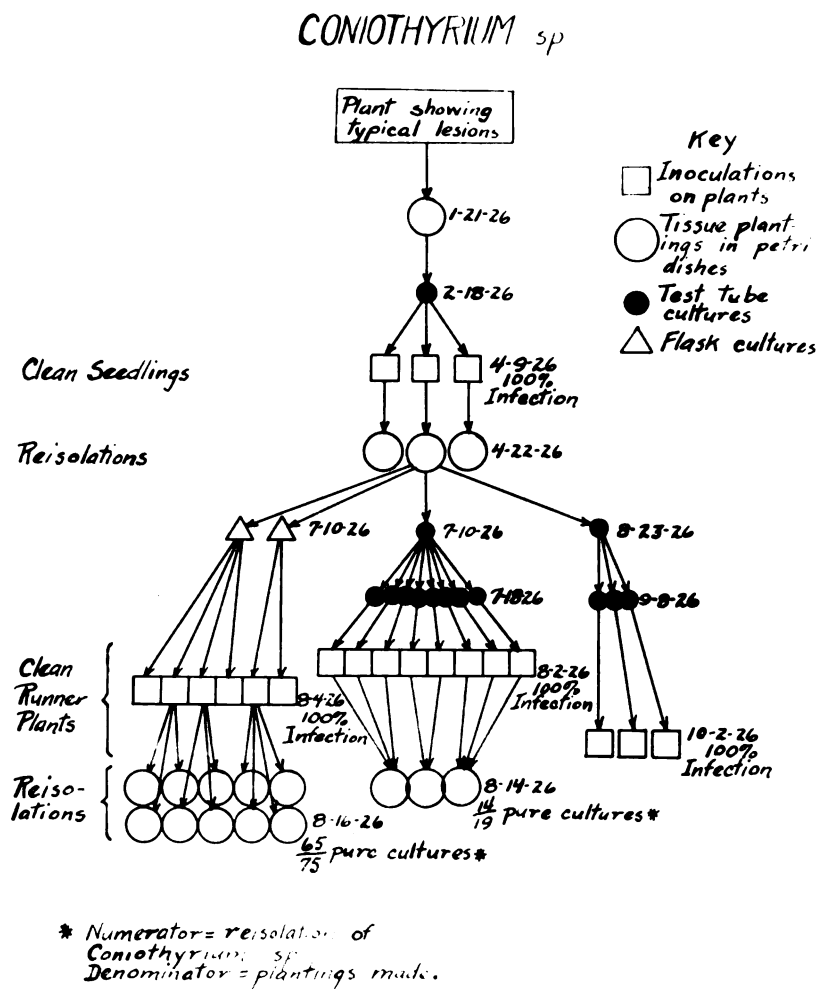 CONIOTHYRIUM sp
Plant showing
typical lesions
Key
Inoculations
on plants
Tissue plant-
ings in petri
dishes
Test tube
cultures
Flask cultures
1-21-26
2-18-26
Clean Seedlings
4-9-26
100%
Infection
Reisolations
4-22-26
7-10-26
7-10-26
8-23-26
7-18-26
9-8-26
Clean
Runner
Plants
8-4-26
100%
Infection
8-2-26
100%
Infection
10-2-26
100%
Infection
Reiso-
lations
8-16-26
65/75 pure cultures*
8-14-26
14/19 pure cultures*
* Numerator = reisolation of
Coniothyrium sp
Denominator = plantings made.